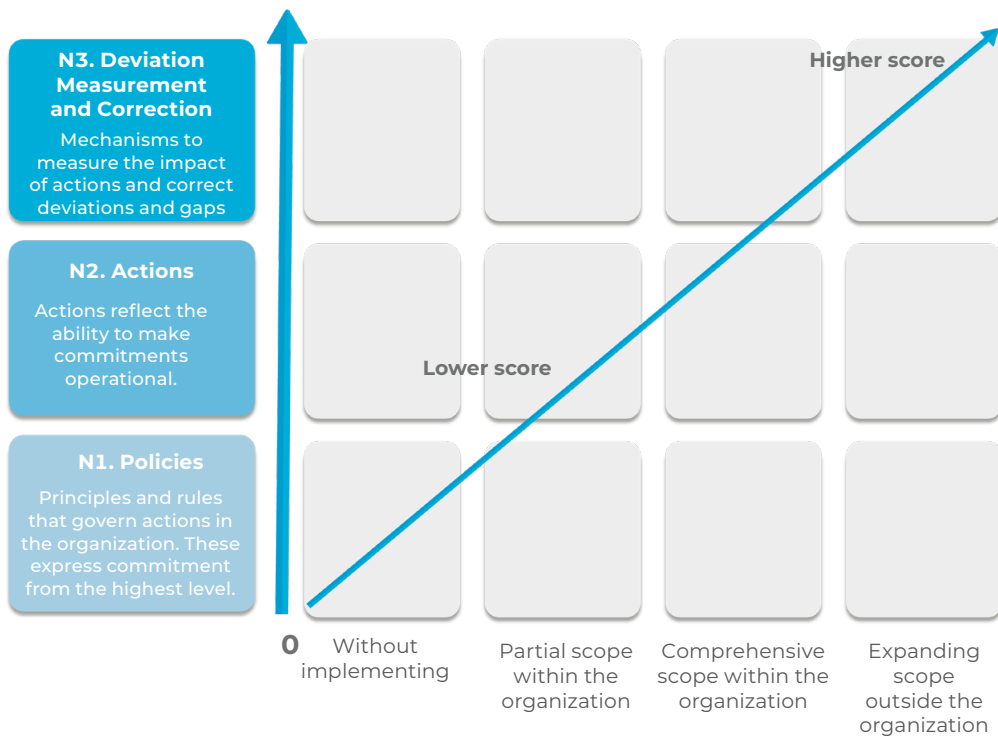 N3. Deviation
Measurement
and Correction
Mechanisms to
measure the impact
of actions and correct
deviations and gaps
Higher score
N2. Actions
Actions reflect the
ability to make
commitments
operational.
Lower score
N1. Policies
Principles and rules
that govern actions in
the organization. These
express commitment
from the highest level.
0
Without
implementing
Partial scope
within the
organization
Comprehensive
scope within the
organization
Expanding
scope
outside the
organization